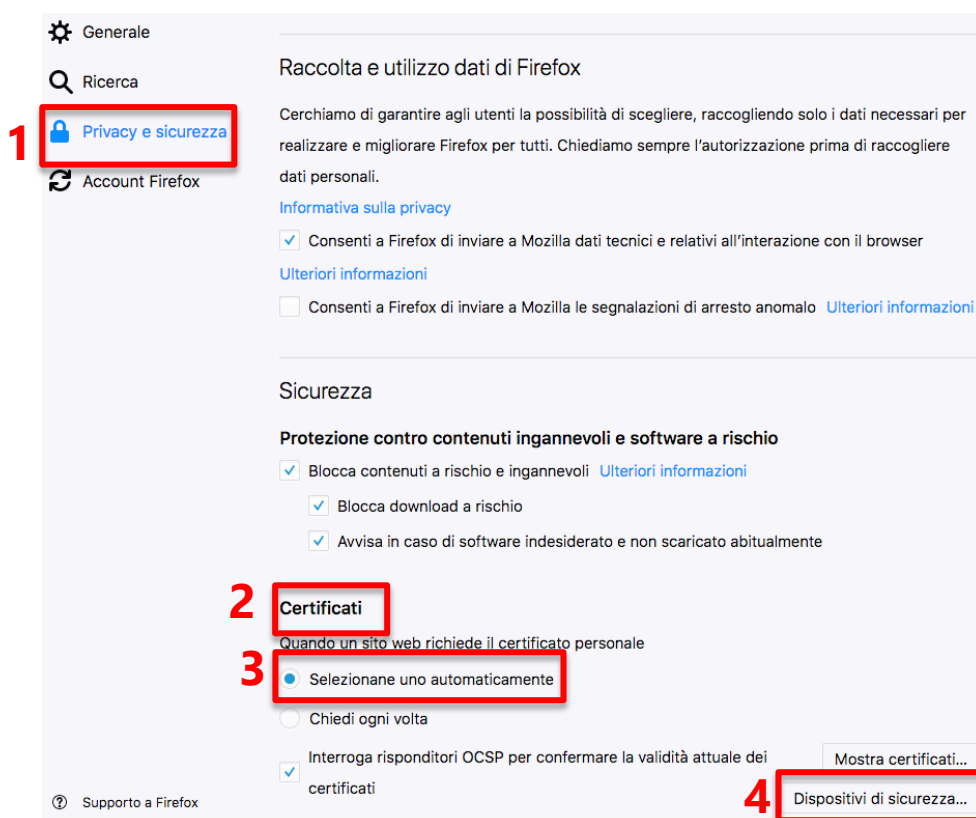 Generale
Ricerca
1
Privacy e sicurezza
Account Firefox
Raccolta e utilizzo dati di Firefox
Cerchiamo di garantire agli utenti la possibilità di scegliere, raccogliendo solo i dati necessari per
realizzare e migliorare Firefox per tutti. Chiediamo sempre l’autorizzazione prima di raccogliere
dati personali.
Informativa sulla privacy
Consenti a Firefox di inviare a Mozilla dati tecnici e relativi all’interazione con il browser
Ulteriori informazioni
Consenti a Firefox di inviare a Mozilla le segnalazioni di arresto anomalo Ulteriori informazioni
Sicurezza
Protezione contro contenuti ingannevoli e software a rischio
Blocca contenuti a rischio e ingannevoli Ulteriori informazioni
Blocca download a rischio
Avvisa in caso di software indesiderato e non scaricato abitualmente
2 Certificati
Quando un sito web richiede il certificato personale
3 Selezionane uno automaticamente
Chiedi ogni volta
Interroga risponditori OCSP per confermare la validità attuale dei
certificati
Mostra certificati...
4 Dispositivi di sicurezza...
Supporto a Firefox